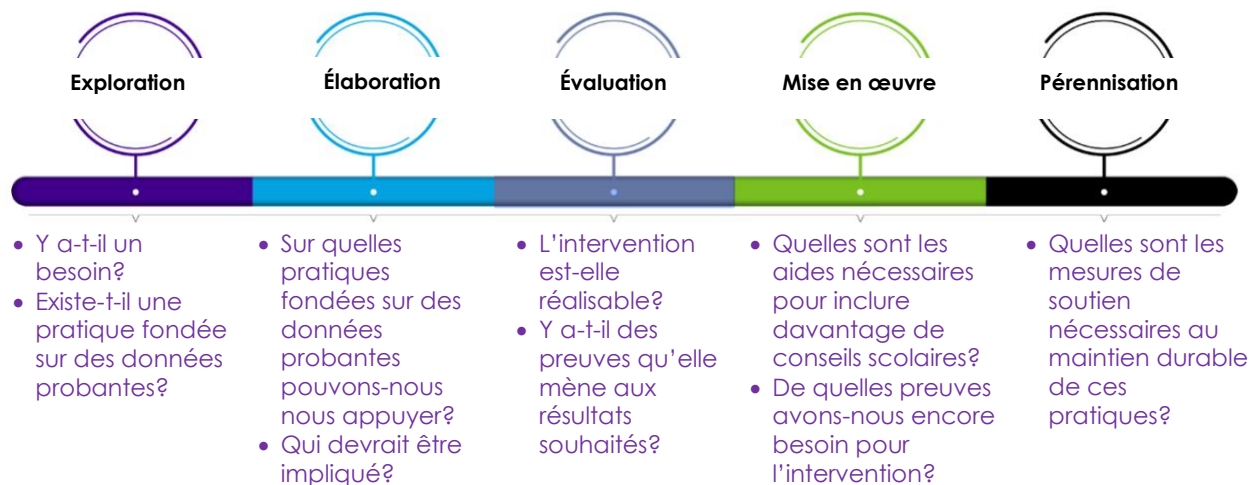 Exploration
Élaboration
Évaluation
Mise en œuvre
Pérennisation
• Y a-t-il un
besoin?
• Existe-t-il une
pratique fondée
sur des données
probantes?
• Sur quelles
pratiques
fondées sur des
données
probantes
pouvons-nous
nous appuyer?
• Qui devrait être
impliqué?
• L’intervention
est-elle
réalisable?
• Y a-t-il des
preuves qu’elle
mène aux
résultats
souhaités?
• Quelles sont les
aides nécessaires
pour inclure
davantage de
conseils scolaires?
• De quelles preuves
avons-nous encore
besoin pour
l’intervention?
• Quelles sont les
mesures de
soutien
nécessaires au
maintien durable
de ces
pratiques?